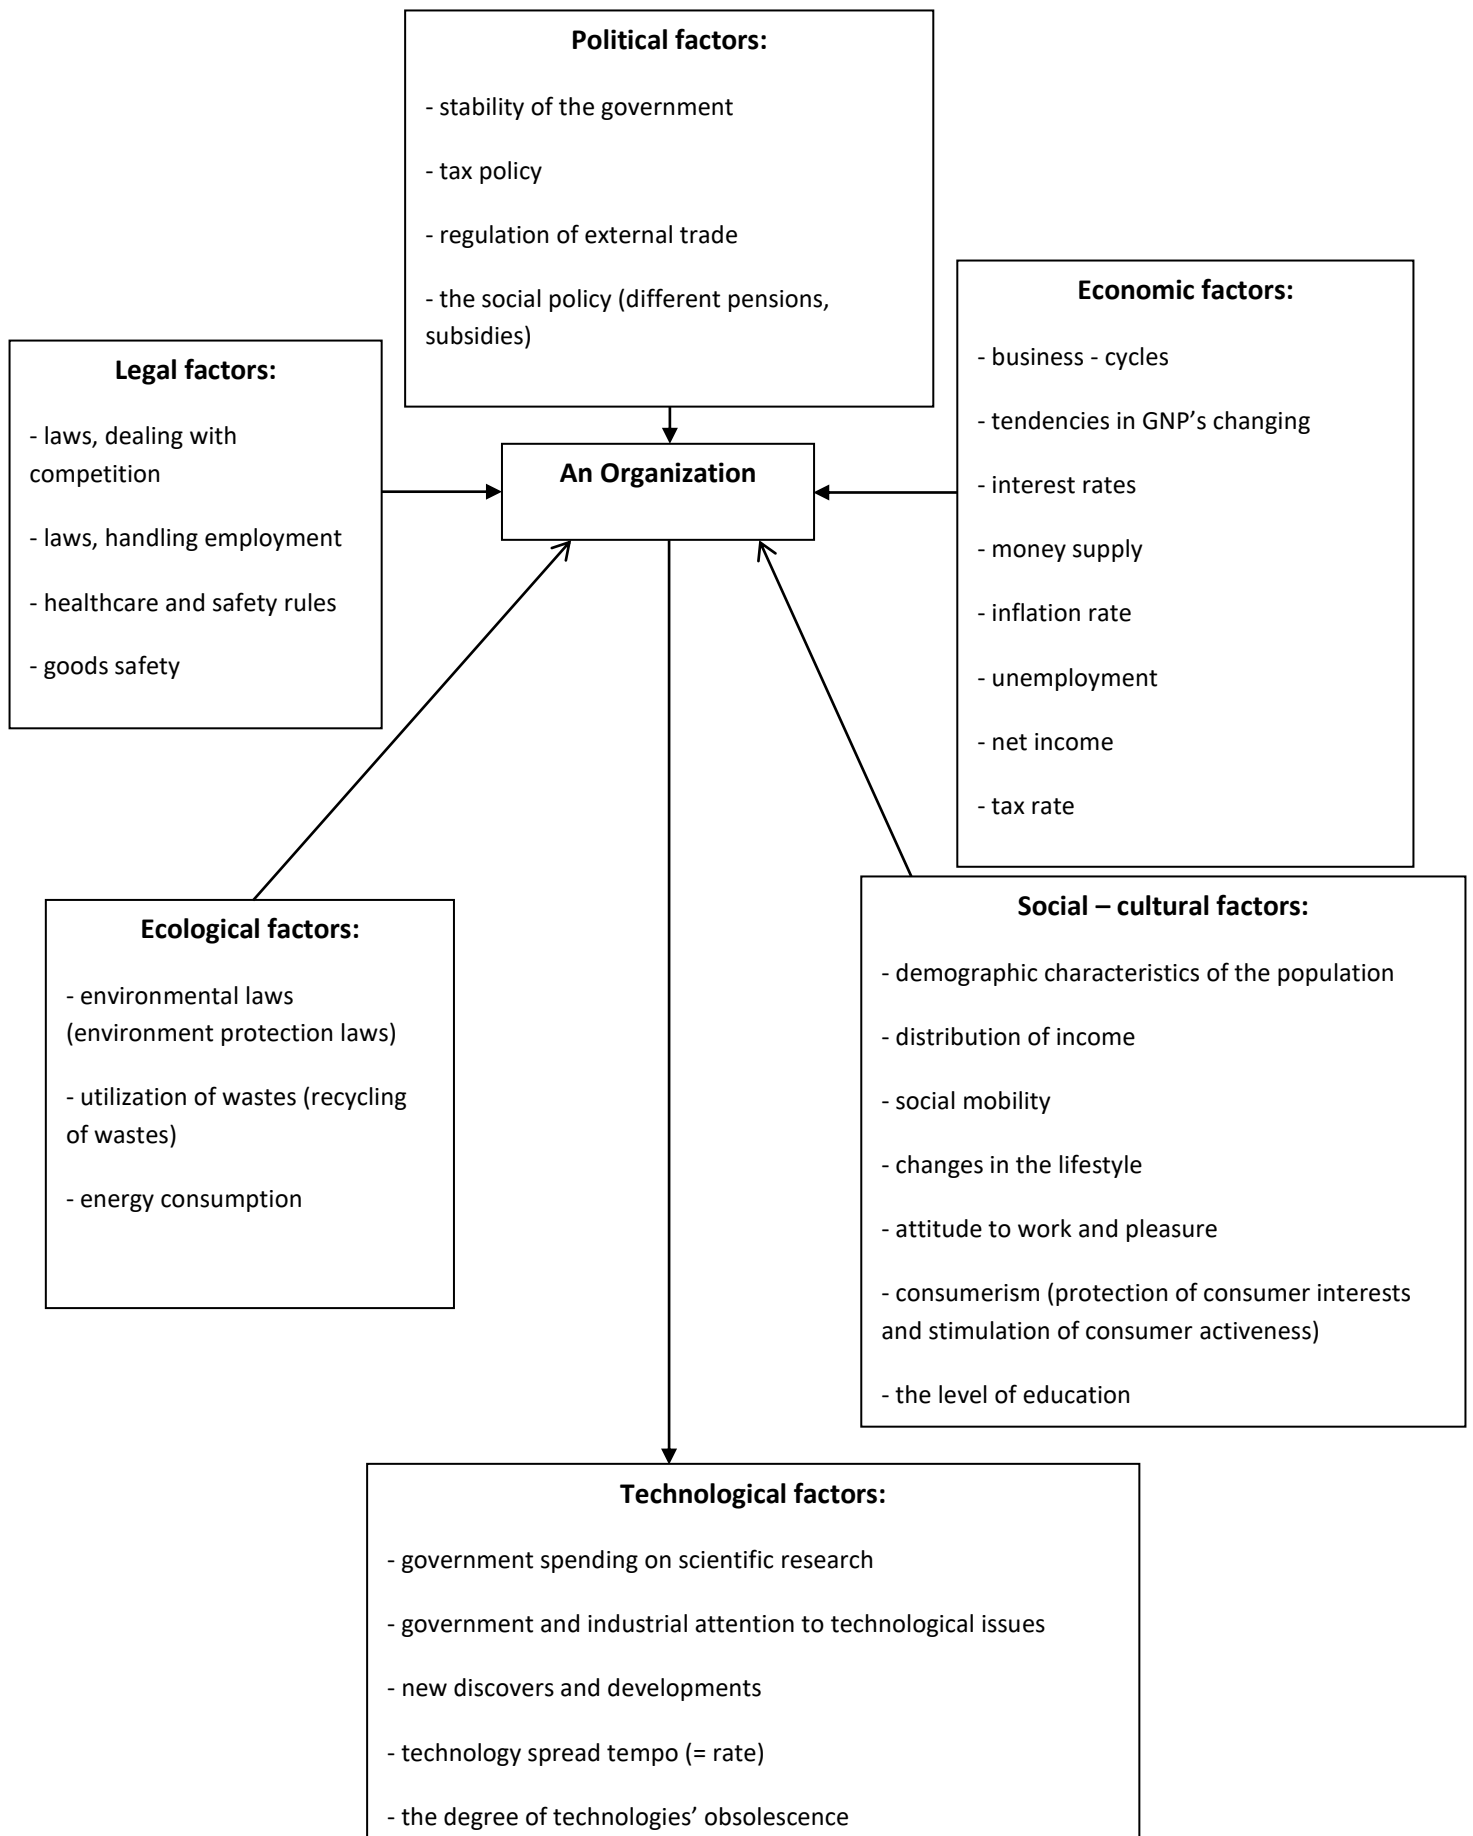 Political factors:
- stability of the government
- tax policy
- regulation of external trade
- the social policy (different pensions,
subsidies)
Economic factors:
- business - cycles
- tendencies in GNP’s changing
- interest rates
- money supply
- inflation rate
- unemployment
- net income
- tax rate
Legal factors:
- laws, dealing with
competition
- laws, handling employment
- healthcare and safety rules
- goods safety
An Organization
Ecological factors:
- environmental laws
(environment protection laws)
- utilization of wastes (recycling
of wastes)
- energy consumption
Social – cultural factors:
- demographic characteristics of the population
- distribution of income
- social mobility
- changes in the lifestyle
- attitude to work and pleasure
- consumerism (protection of consumer interests
and stimulation of consumer activeness)
- the level of education
Technological factors:
- government spending on scientific research
- government and industrial attention to technological issues
- new discovers and developments
- technology spread tempo (= rate)
- the degree of technologies’ obsolescence